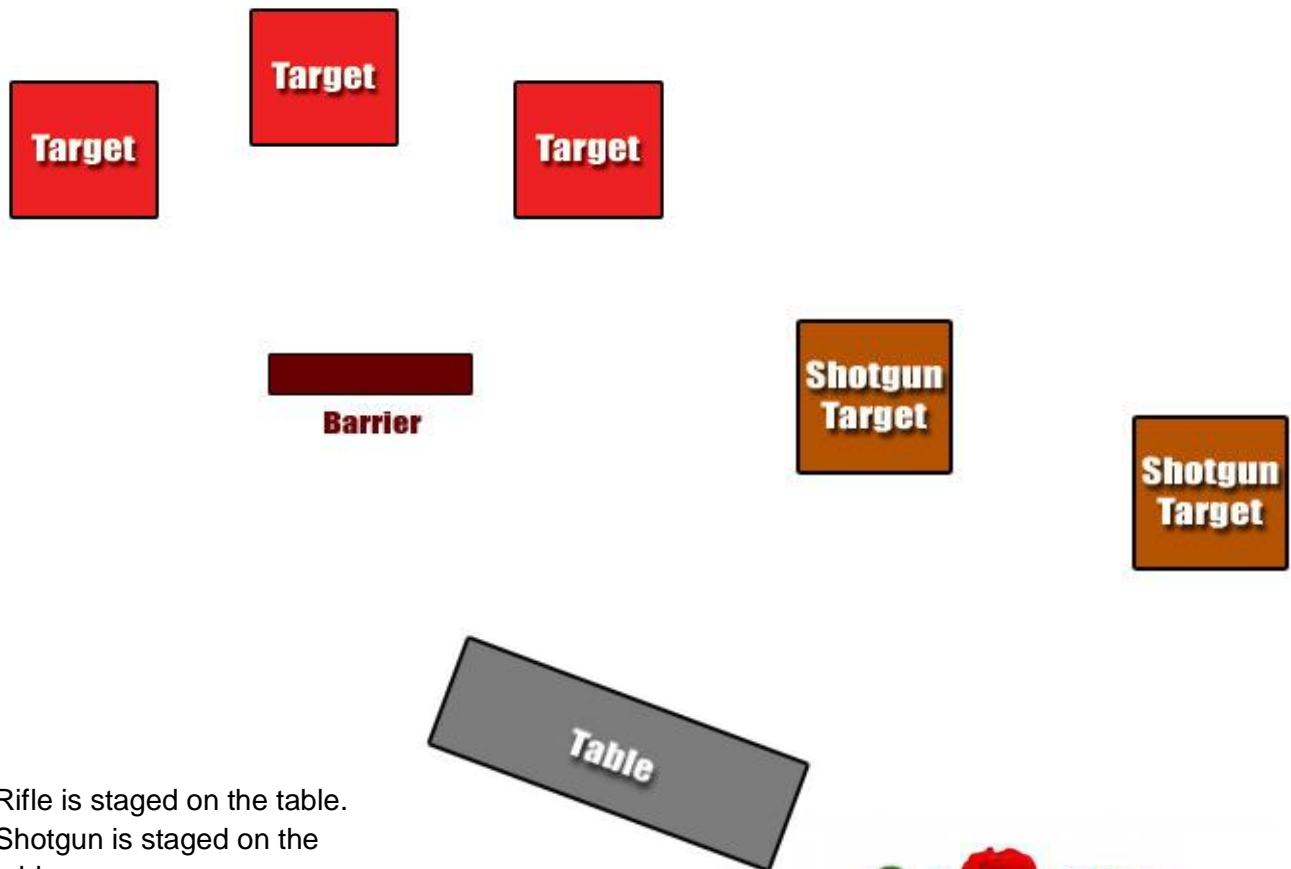 Target
Target
Target
Shotgun
Target
Barrier
Shotgun
Target
Table
Rifle is staged on the table.
Shotgun is staged on the